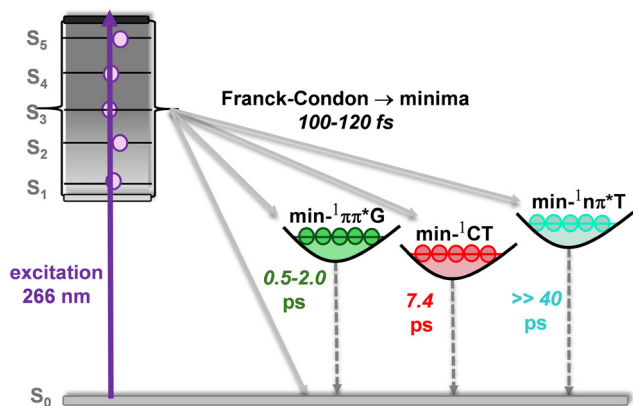 S₅
S₄
S₃
S₂
S₁
Franck-Condon → minima
100-120 fs
min-¹ππ*G
min-¹CT
min-¹nπ*T
excitation
266 nm
0.5-2.0
ps
7.4
ps
>> 40
ps
S₀